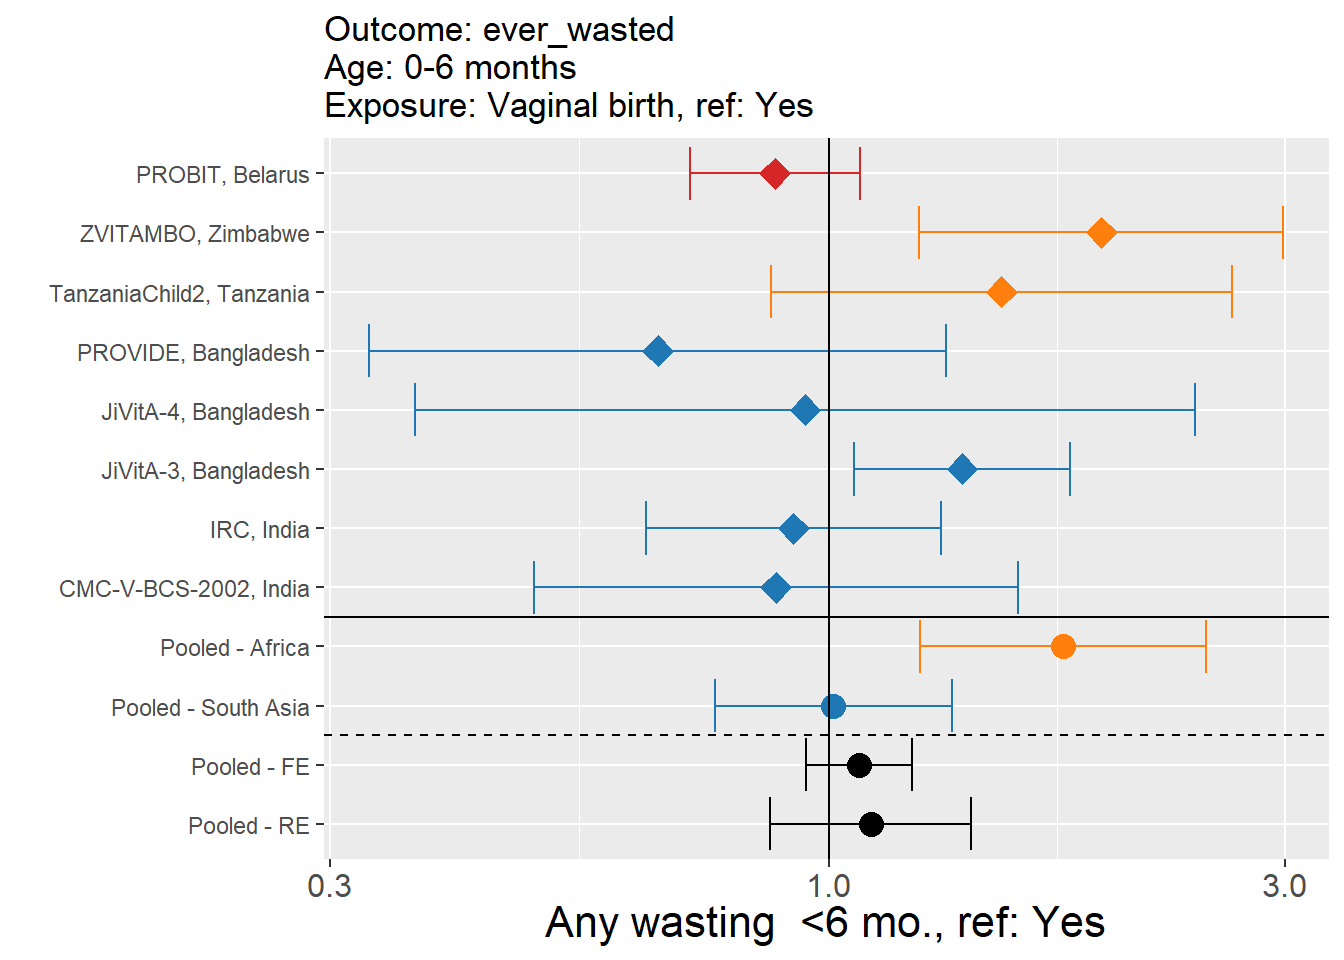 Outcome: ever_wasted
Age: 0-6 months
Exposure: Vaginal birth, ref: Yes
PROBIT, Belarus
ZVITAMBO, Zimbabwe
TanzaniaChild2, Tanzania
PROVIDE, Bangladesh
JiVitA-4, Bangladesh
JiVitA-3, Bangladesh
IRC, India
CMC-V-BCS-2002, India
Pooled - Africa
Pooled - South Asia
Pooled - FE
Pooled - RE
0.3 1.0 3.0
Any wasting  <6 mo., ref: Yes